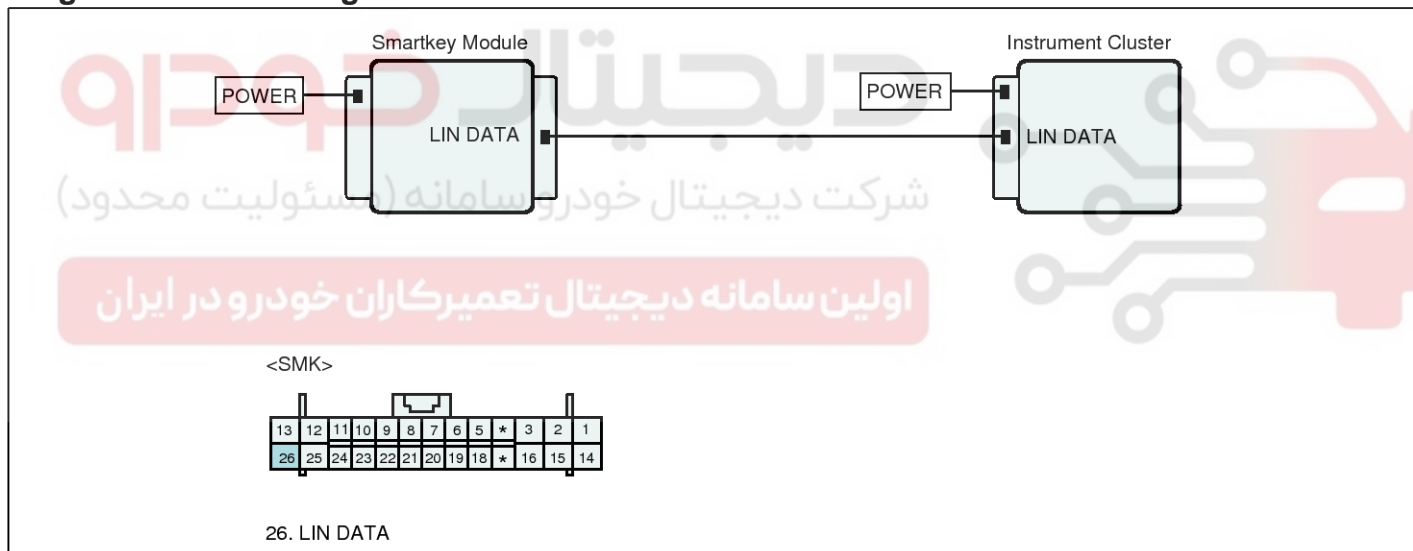 Smartkey Module
Instrument Cluster
دیجیتال خودرو
POWER
POWER
LIN DATA
LIN DATA
شرکت دیجیتال خودرو سامانه (مسئولیت محدود)
اولین سامانه دیجیتال تعمیرکاران خودرو در ایران
<SMK>
13 12 11 10 9 8 7 6 5 * 3 2 1
26 25 24 23 22 21 20 19 18 * 16 15 14
26. LIN DATA